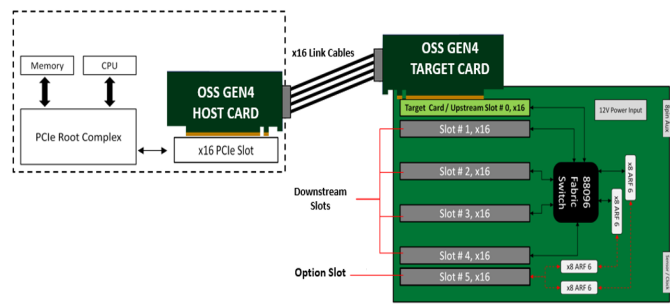 Memory
CPU
PCIe Root Complex
OSS GEN4
HOST CARD
x16 PCIe Slot
x16 Link Cables
OSS GEN4
TARGET CARD
Target Card / Upstream Slot # 0, x16
12V Power Input
8pin Aux
Slot # 1, x16
Slot # 2, x16
Slot # 3, x16
Slot # 4, x16
Slot # 5, x16
Downstream
Slots
Option Slot
88096
Fabric
Switch
x8 ARF 6
x8 ARF 6
x8 ARF 6
x8 ARF 6